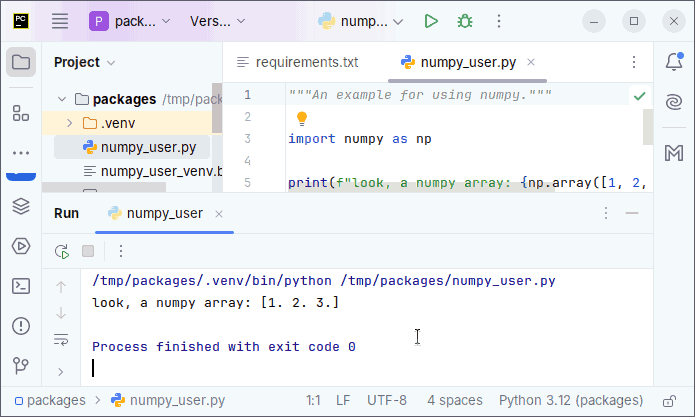 PC P pack... Vers... nump...
Project
requirements.txt numpy_user.py
packages /tmp/pack
.venv
numpy_user.py
numpy_user_venv.b
1 """An example for using numpy."""
2
3 import numpy as np
4
5 print(f"look, a numpy array: {np.array([1, 2,
Run numpy_user
/tmp/packages/.venv/bin/python /tmp/packages/numpy_user.py
look, a numpy array: [1. 2. 3.]
Process finished with exit code 0
packages > numpy_user.py 1:1 LF UTF-8 4 spaces Python 3.12 (packages)